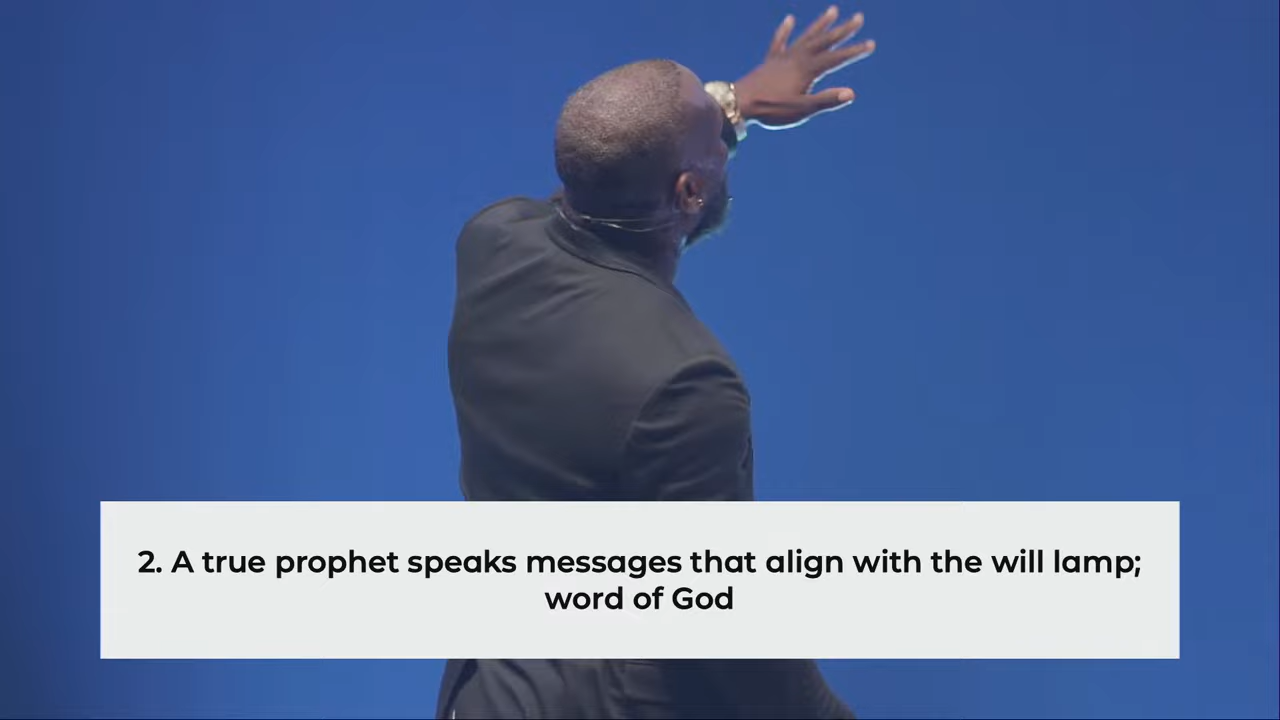 2. A true prophet speaks messages that align with the will lamp;
word of God